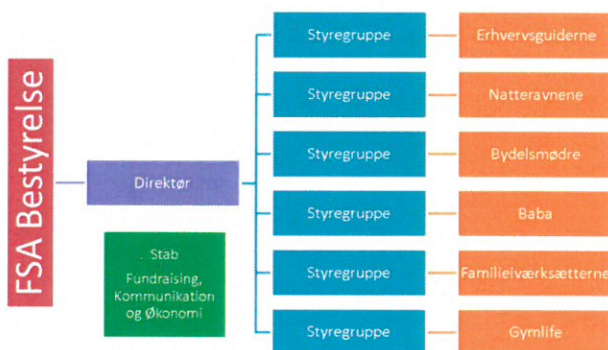 FSA Bestyrelse
Direktør
. Stab
Fundraising,
Kommunikation
og Økonomi
Styregruppe
Erhvervsguiderne
Styregruppe
Natteravnene
Styregruppe
Bydelsmødre
Styregruppe
Baba
Styregruppe
Familieiværksætterne
Styregruppe
Gymlife